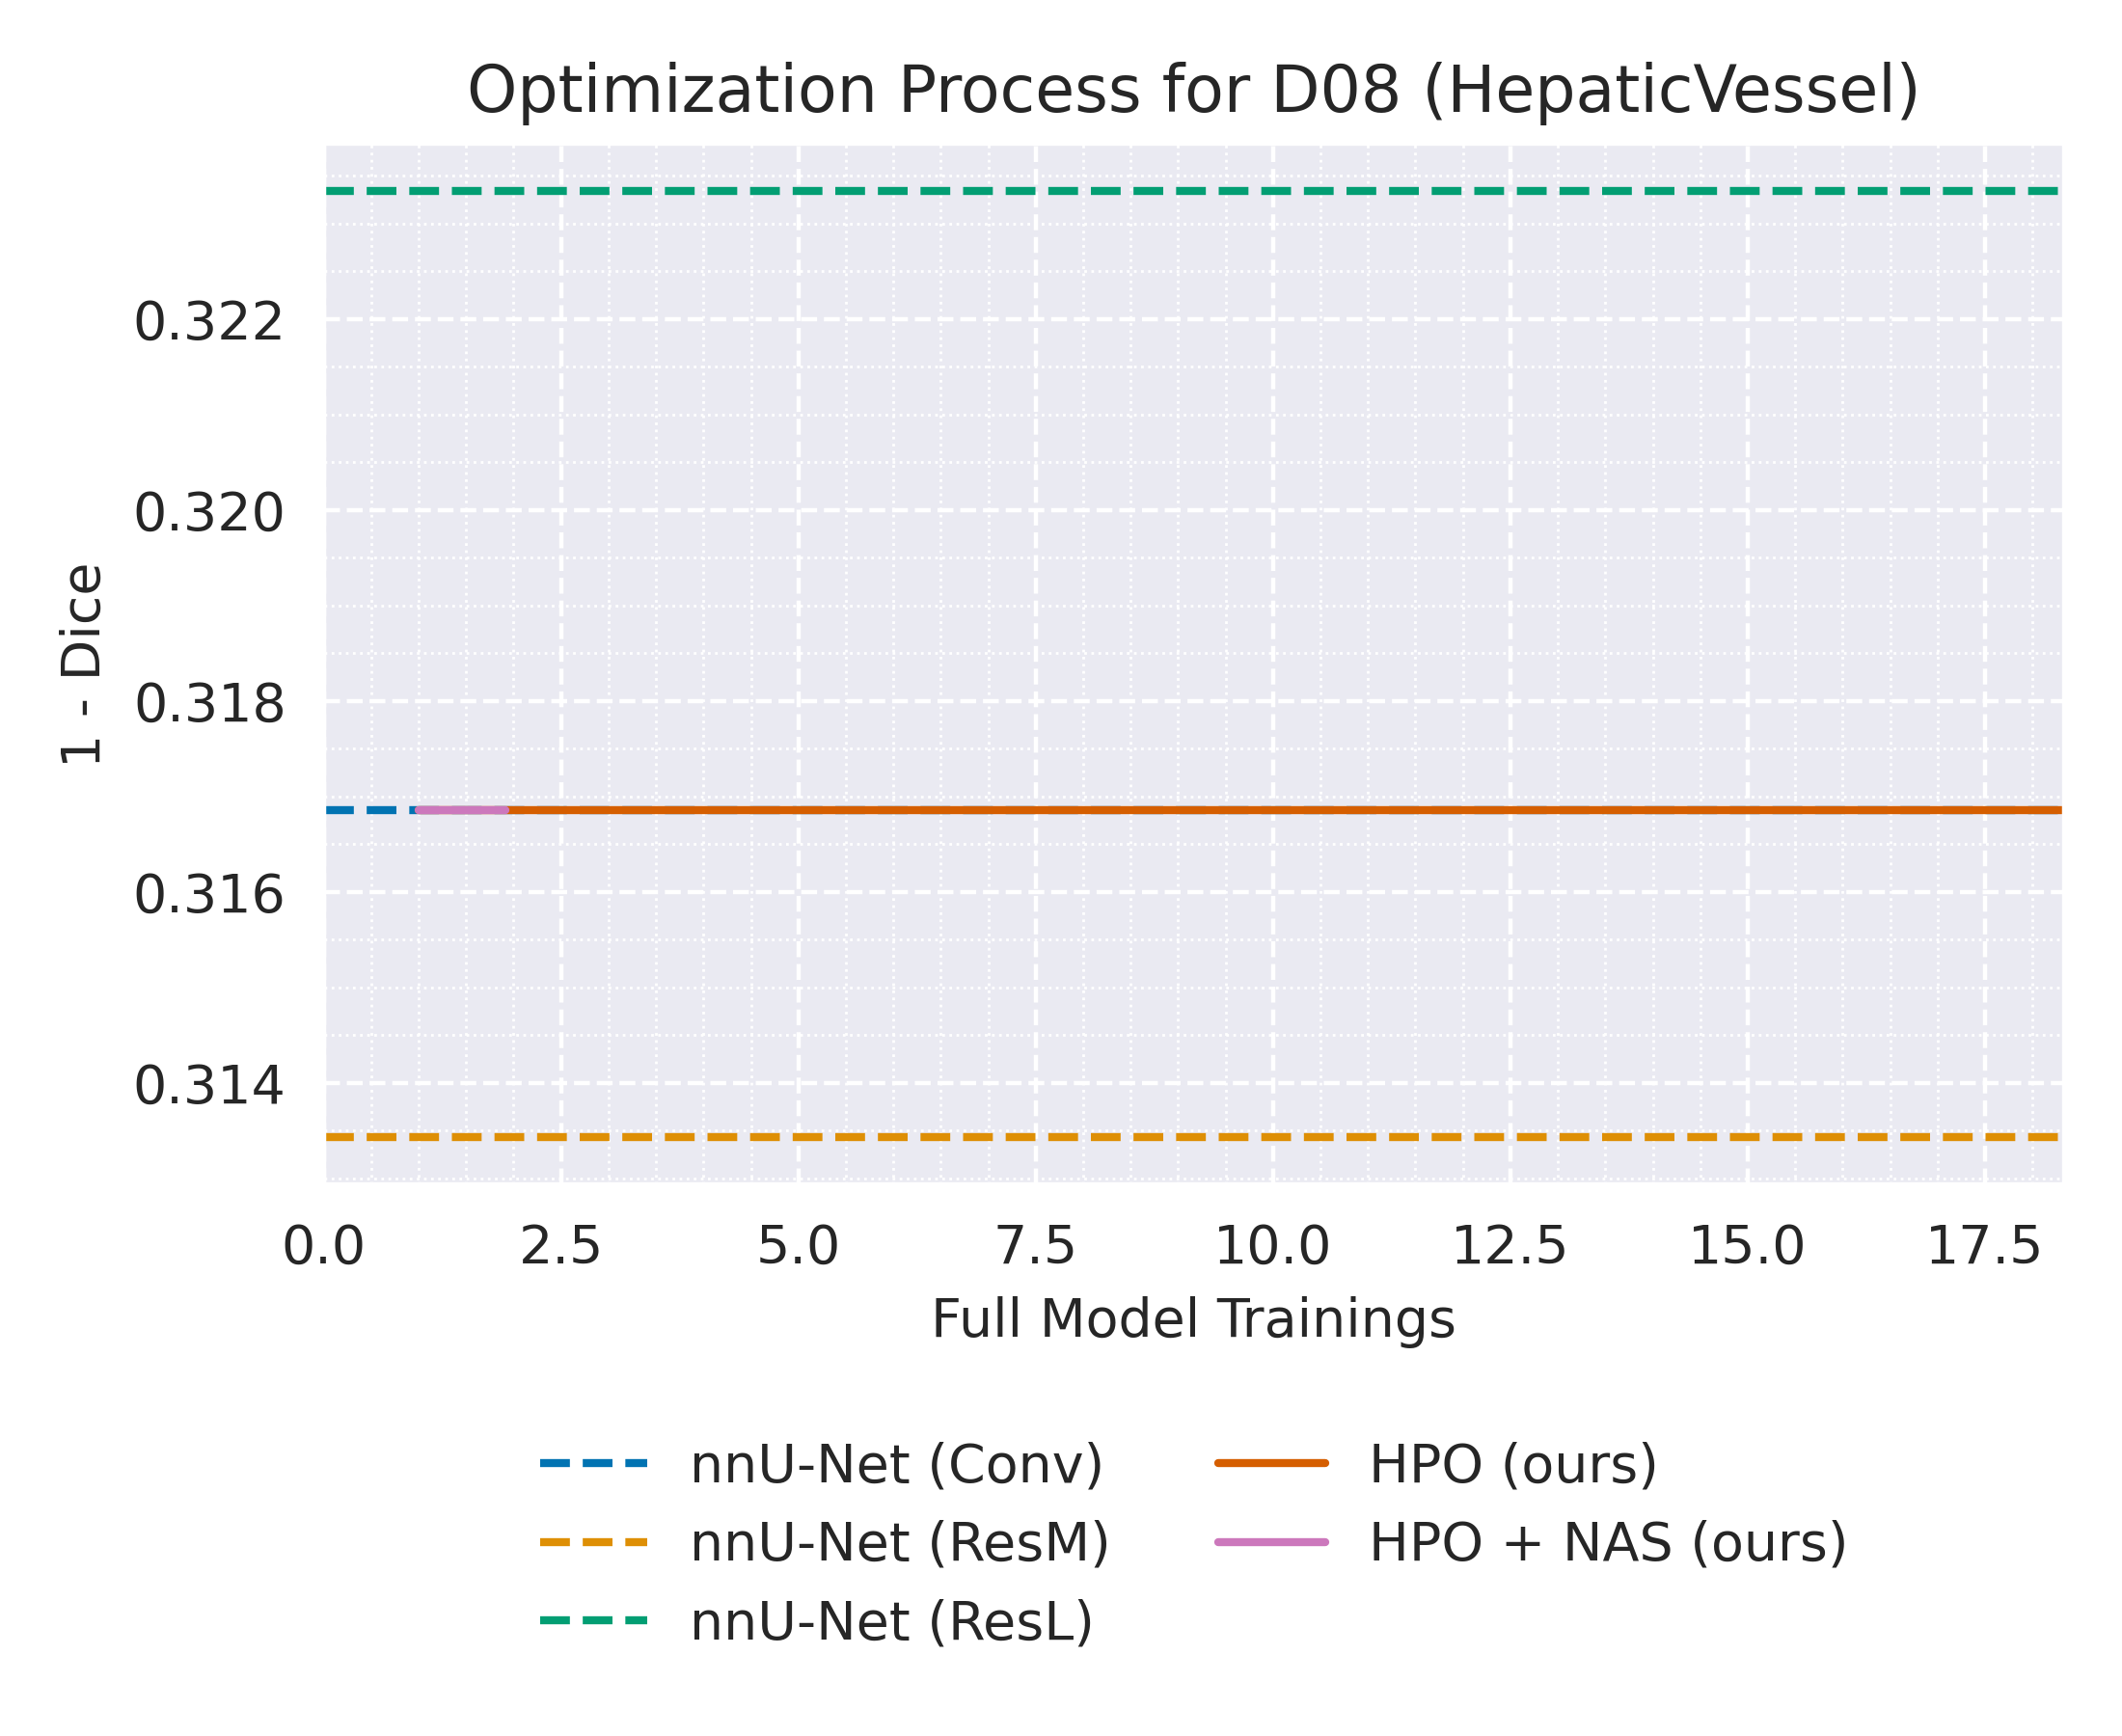 Optimization Process for D08 (HepaticVessel)
1 - Dice
0.322
0.320
0.318
0.316
0.314
0.0 2.5 5.0 7.5 10.0 12.5 15.0 17.5
Full Model Trainings
nnU-Net (Conv)
nnU-Net (ResM)
nnU-Net (ResL)
HPO (ours)
HPO + NAS (ours)